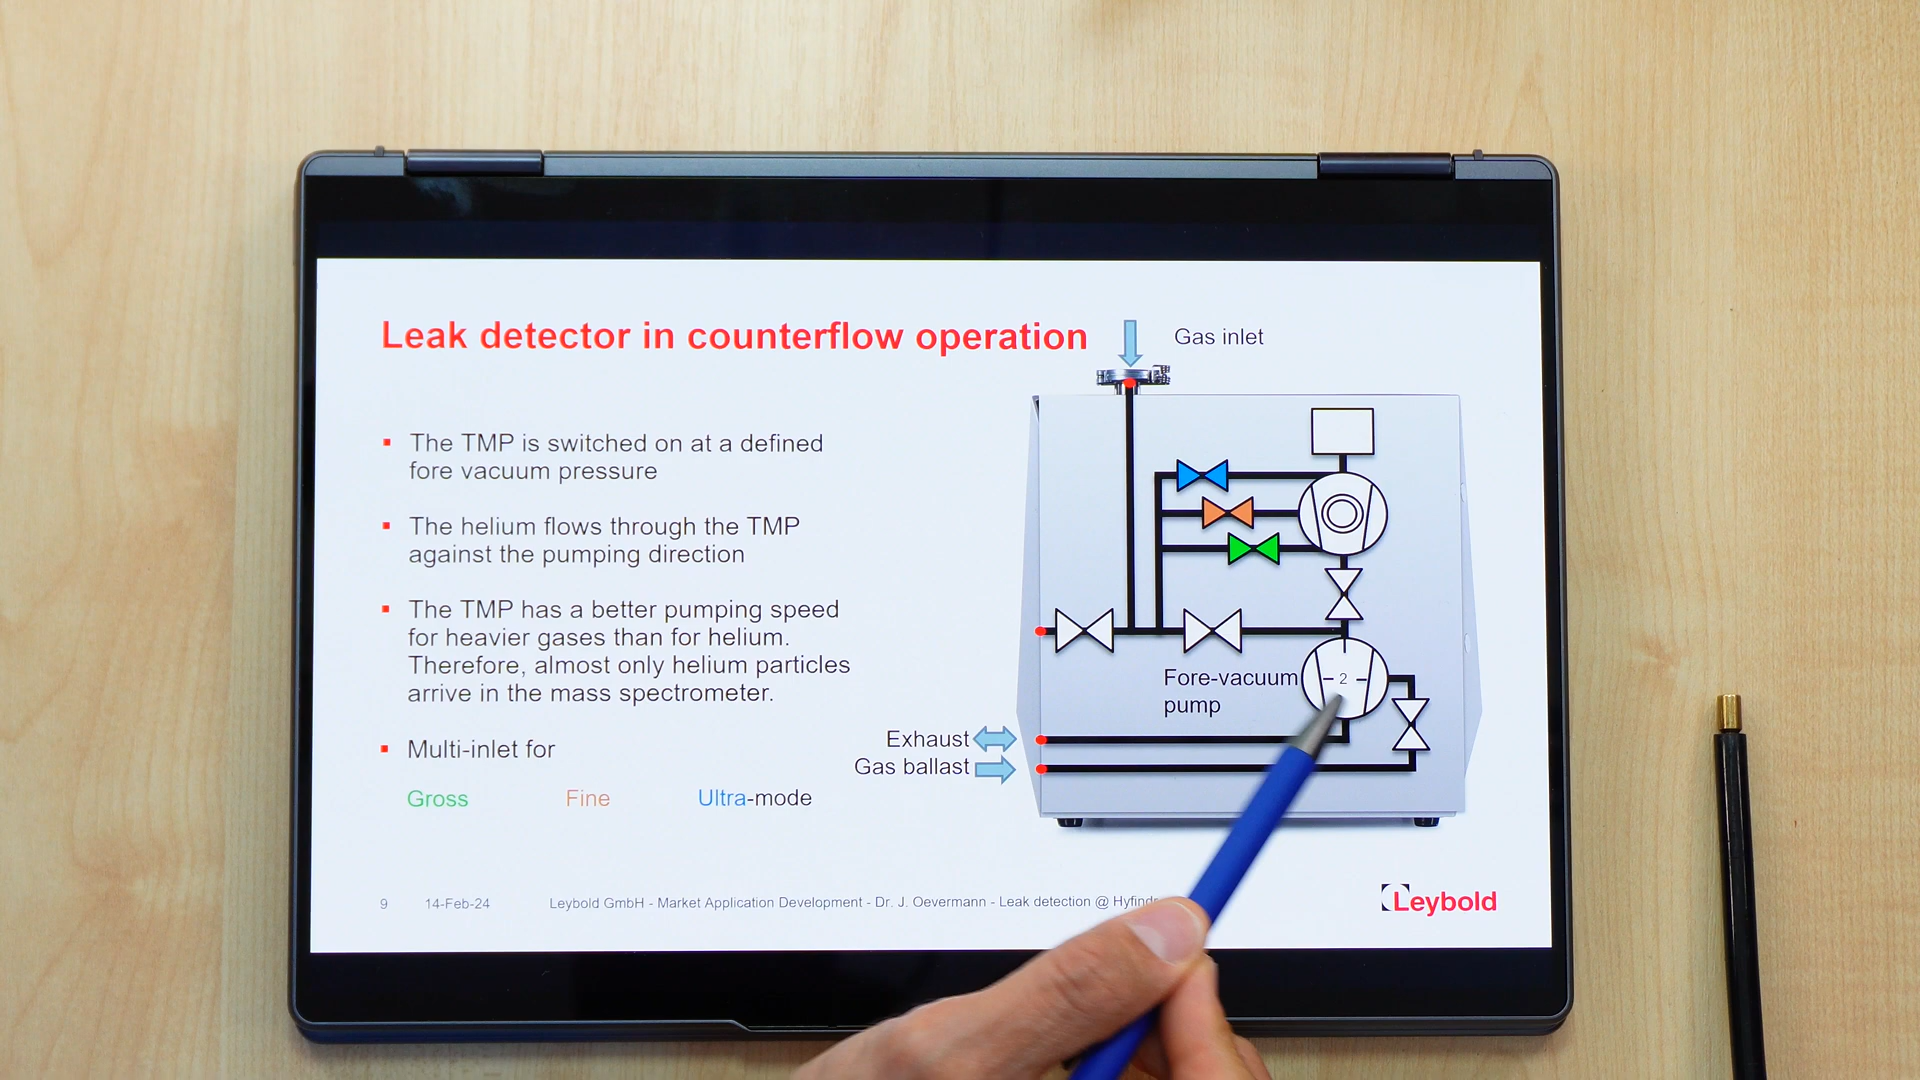 Leak detector in counterflow operation
Gas inlet
The TMP is switched on at a defined
fore vacuum pressure
The helium flows through the TMP
against the pumping direction
The TMP has a better pumping speed
for heavier gases than for helium.
Therefore, almost only helium particles
arrive in the mass spectrometer.
Multi-inlet for
Gross Fine Ultra-mode
Fore-vacuum
pump
2
Exhaust
Gas ballast
9 14-Feb-24 Leybold GmbH - Market Application Development - Dr. J. Oevermann - Leak detection @
Leybold